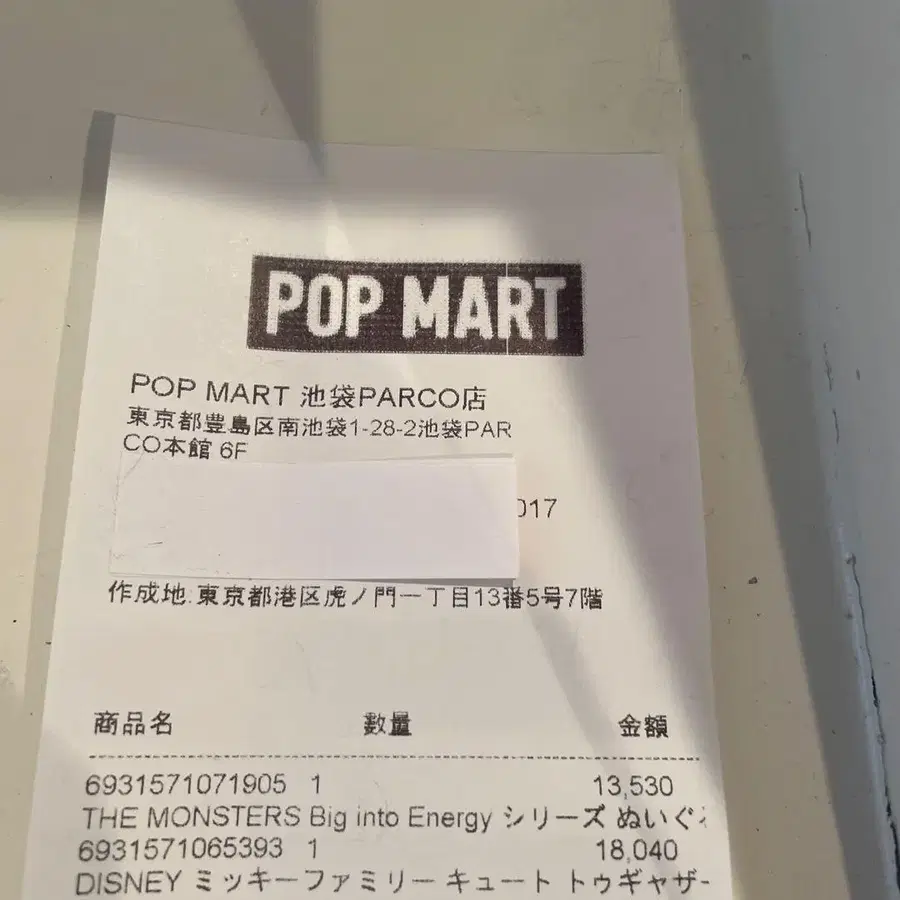 POP MART
POP MART 池袋PARCO店
東京都豊島区南池袋1-28-2池袋PAR
CO本館 6F
017
作成地:東京都港区虎ノ門一丁目13番5号7階
商品名 数量 金額
6931571071905 1 13,530
THE MONSTERS Big into Energy シリーズ ぬいぐ
6931571065393 1 18,040
DISNEY ミッキーファミリー キュート トゥギャザー